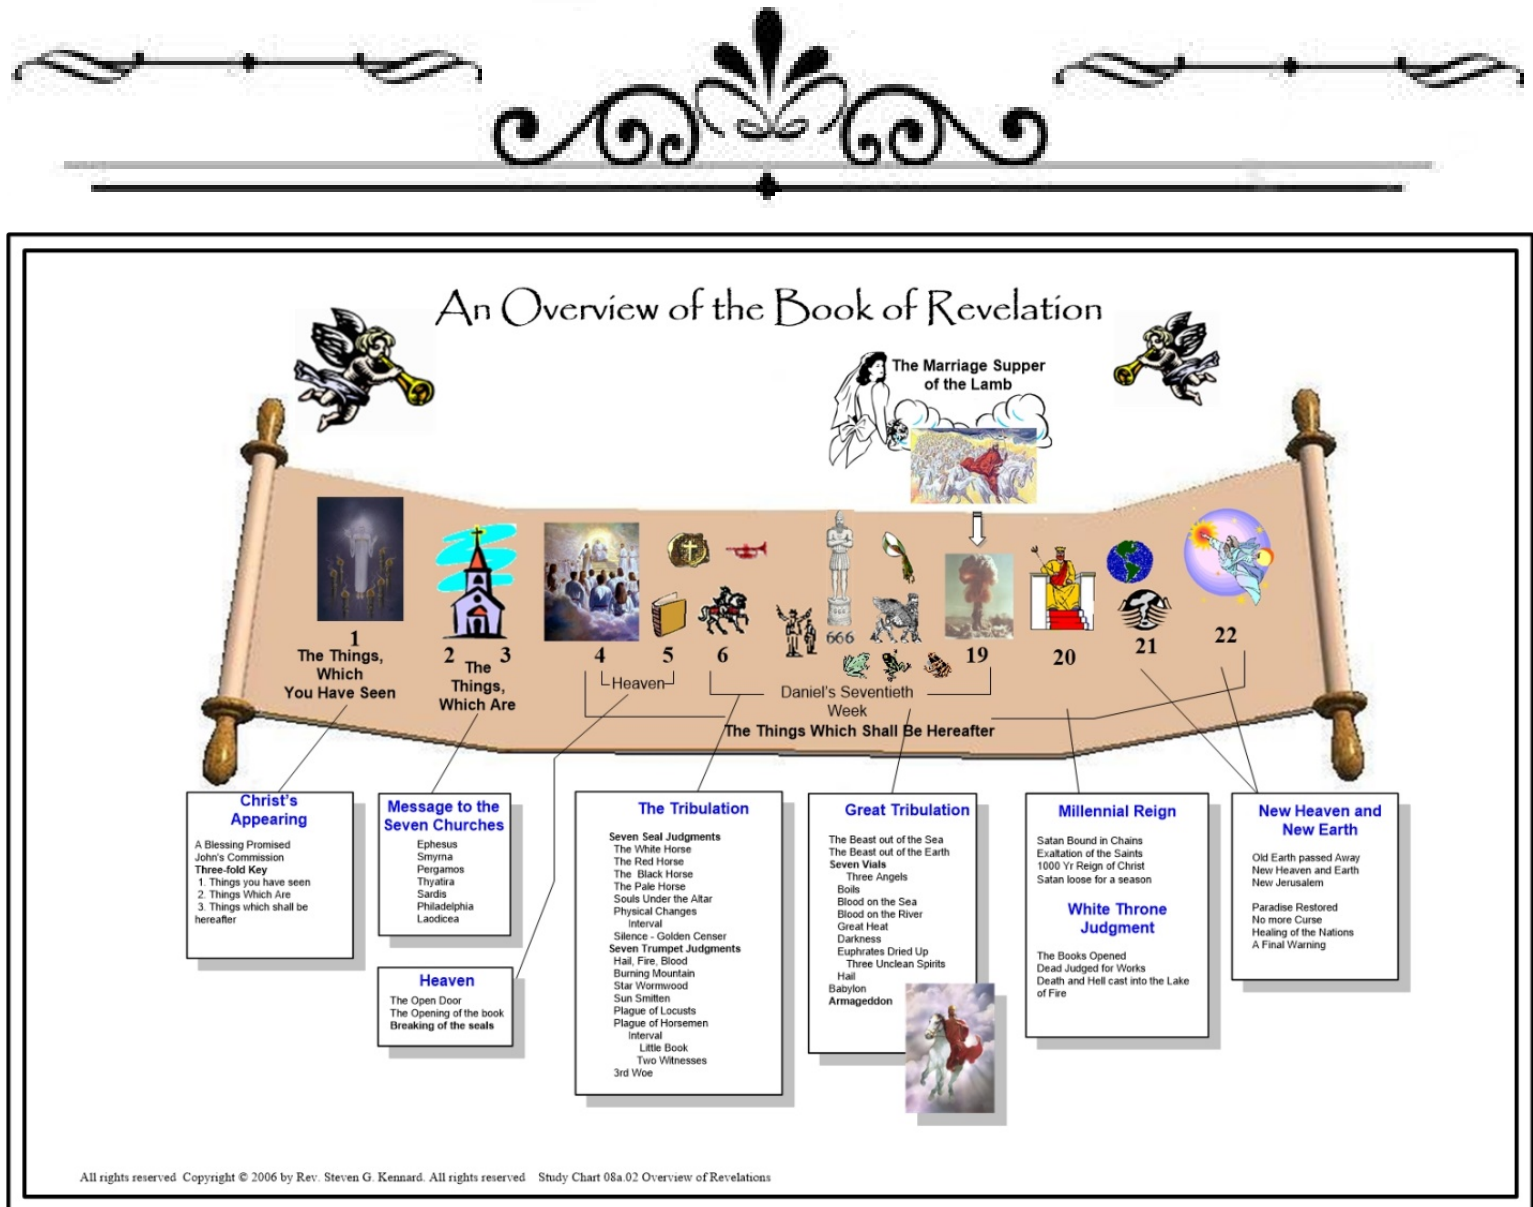 An Overview of the Book of Revelation
The Marriage Supper
of the Lamb
1
The Things,
Which
You Have Seen
2 3
The
Things,
Which Are
4 5
Heaven
6
666
19
Daniel's Seventieth
Week
20
21
22
The Things Which Shall Be Hereafter
Christ's
Appearing
A Blessing Promised
John's Commission
Three-fold Key
1. Things you have seen
2. Things Which Are
3. Things which shall be
hereafter
Message to the
Seven Churches
Ephesus
Smyrna
Pergamos
Thyatira
Sardis
Philadelphia
Laodicea
Heaven
The Open Door
The Opening of the book
Breaking of the seals
The Tribulation
Seven Seal Judgments
The White Horse
The Red Horse
The Black Horse
The Pale Horse
Souls Under the Altar
Physical Changes
Interval
Silence - Golden Censer
Seven Trumpet Judgments
Hail, Fire, Blood
Burning Mountain
Star Wormwood
Sun Smitten
Plague of Locusts
Plague of Horsemen
Interval
Little Book
Two Witnesses
3rd Woe
Great Tribulation
The Beast out of the Sea
The Beast out of the Earth
Seven Vials
Three Angels
Boils
Blood on the Sea
Blood on the River
Great Heat
Darkness
Euphrates Dried Up
Three Unclean Spirits
Hail
Babylon
Armageddon
Millennial Reign
Satan Bound in Chains
Exaltation of the Saints
1000 Yr Reign of Christ
Satan loose for a season
White Throne
Judgment
The Books Opened
Dead Judged for Works
Death and Hell cast into the Lake
of Fire
New Heaven and
New Earth
Old Earth passed Away
New Heaven and Earth
New Jerusalem
Paradise Restored
No more Curse
Healing of the Nations
A Final Warning
All rights reserved Copyright © 2006 by Rev. Steven G. Kennard. All rights reserved Study Chart 08a.02 Overview of Revelations